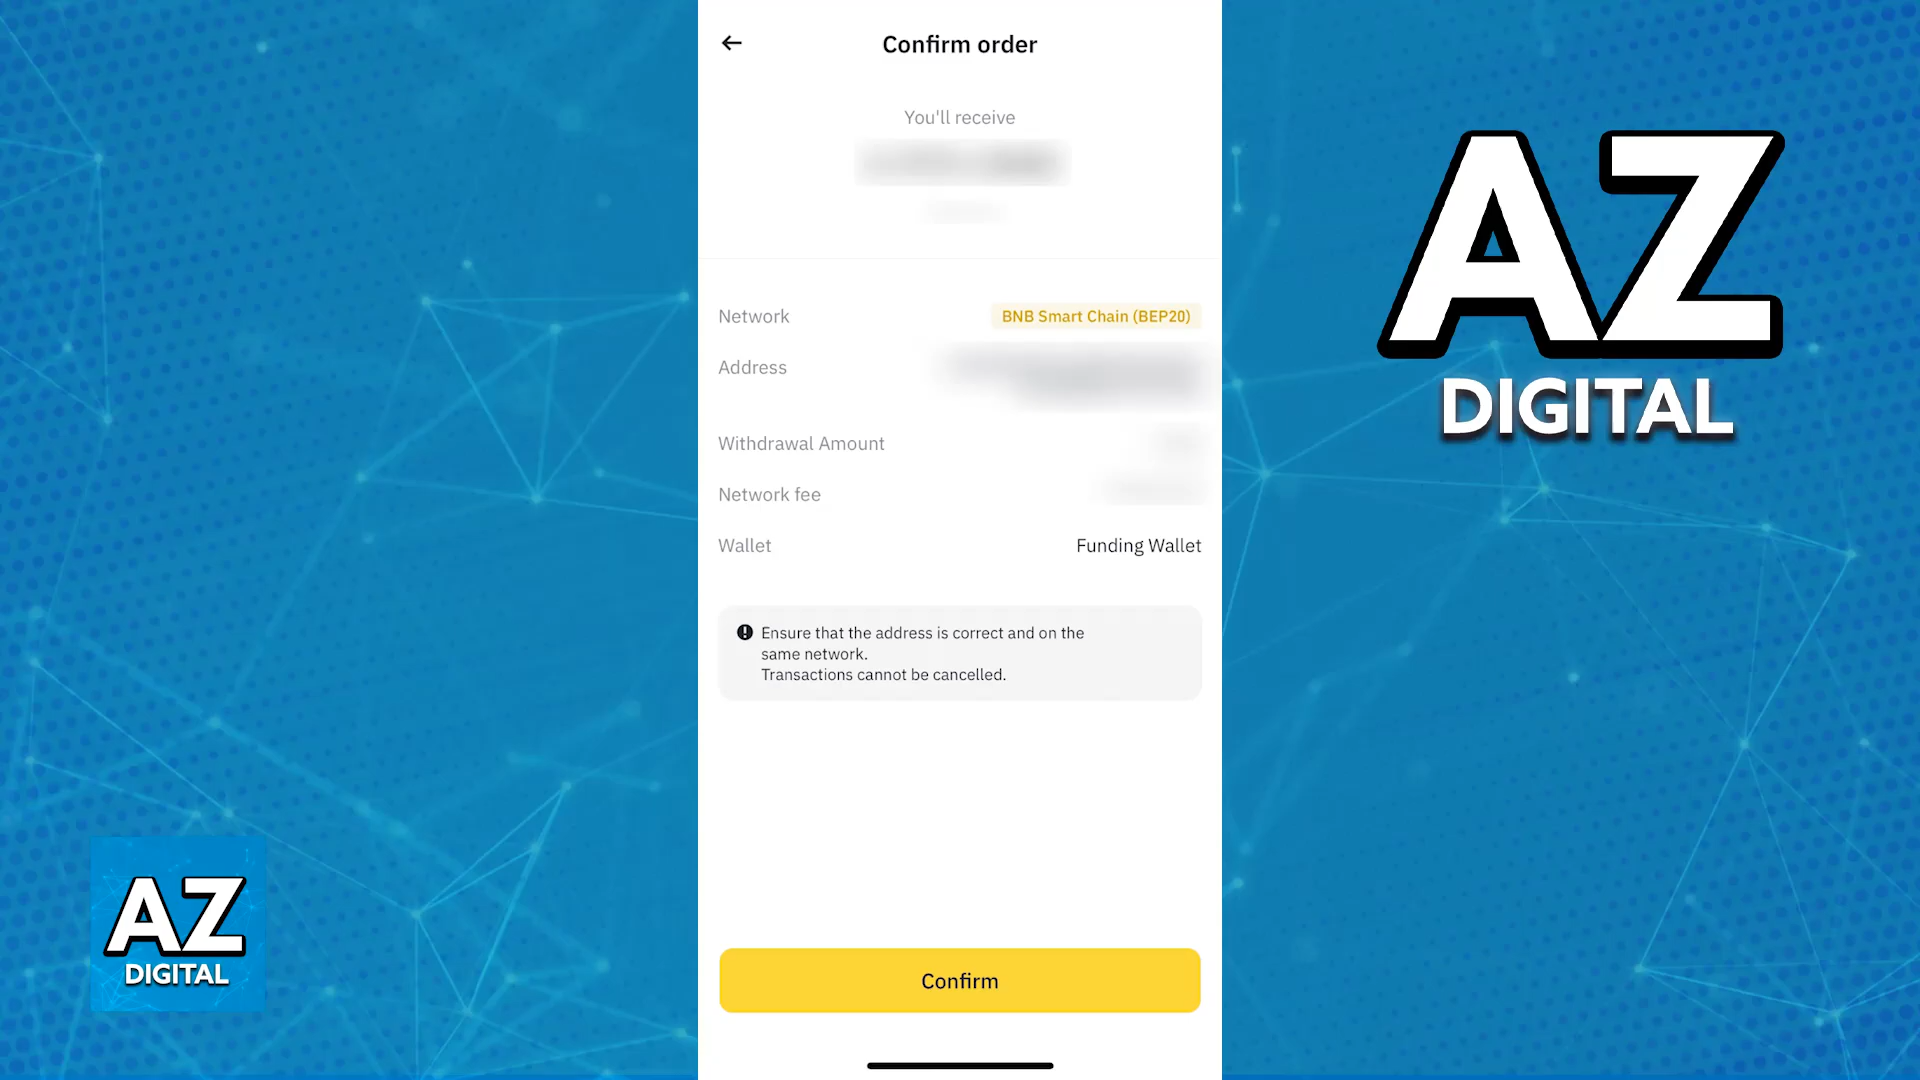 Confirm order
You'll receive
Network
BNB Smart Chain (BEP20)
Address
Withdrawal Amount
Network fee
Wallet
Funding Wallet
Ensure that the address is correct and on the
same network.
Transactions cannot be cancelled.
Confirm
AZ
DIGITAL
AZ
DIGITAL